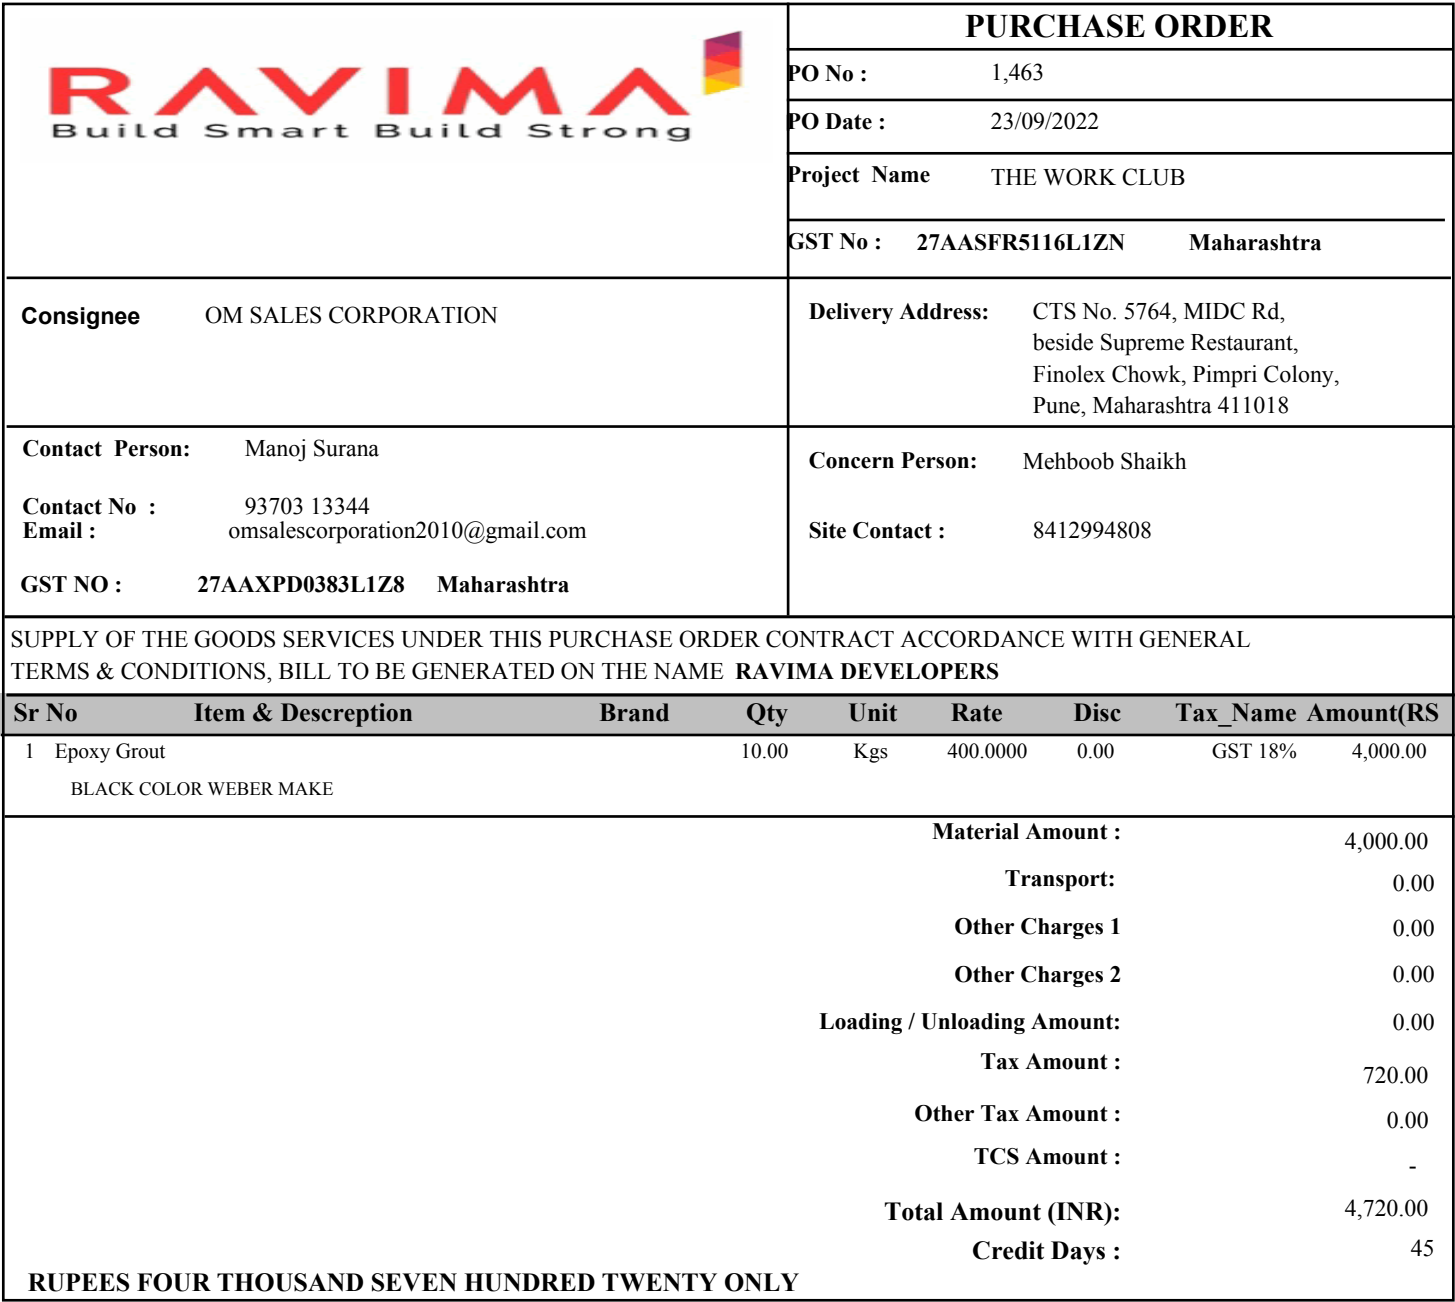 RAVIMA
Build Smart Build Strong
PURCHASE ORDER
PO No : 1,463
PO Date : 23/09/2022
Project Name THE WORK CLUB
GST No : 27AASFR5116L1ZN Maharashtra
Consignee OM SALES CORPORATION
Delivery Address: CTS No. 5764, MIDC Rd,
beside Supreme Restaurant,
Finolex Chowk, Pimpri Colony,
Pune, Maharashtra 411018
Contact Person: Manoj Surana
Contact No : 93703 13344
Email : omsalescorporation2010@gmail.com
GST NO : 27AAXPD0383L1Z8 Maharashtra
Concern Person: Mehboob Shaikh
Site Contact : 8412994808
SUPPLY OF THE GOODS SERVICES UNDER THIS PURCHASE ORDER CONTRACT ACCORDANCE WITH GENERAL
TERMS & CONDITIONS, BILL TO BE GENERATED ON THE NAME RAVIMA DEVELOPERS
Sr No Item & Descreption Brand Qty Unit Rate Disc Tax_Name Amount(RS
1 Epoxy Grout 10.00 Kgs 400.0000 0.00 GST 18% 4,000.00
BLACK COLOR WEBER MAKE
Material Amount : 4,000.00
Transport: 0.00
Other Charges 1 0.00
Other Charges 2 0.00
Loading / Unloading Amount: 0.00
Tax Amount : 720.00
Other Tax Amount : 0.00
TCS Amount : -
Total Amount (INR): 4,720.00
Credit Days : 45
RUPEES FOUR THOUSAND SEVEN HUNDRED TWENTY ONLY